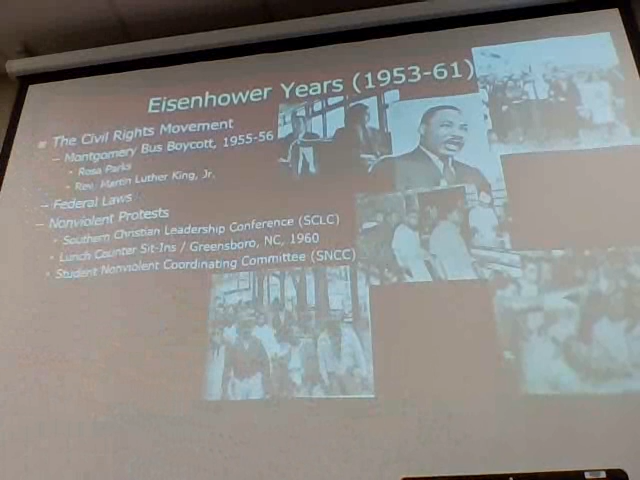 Eisenhower Years (1953-61)
The Civil Rights Movement
– Montgomery Bus Boycott, 1955-56
• Rosa Parks
• Rev. Martin Luther King, Jr.
– Federal Laws
– Nonviolent Protests
• Southern Christian Leadership Conference (SCLC)
• Lunch Counter Sit-Ins / Greensboro, NC, 1960
• Student Nonviolent Coordinating Committee (SNCC)